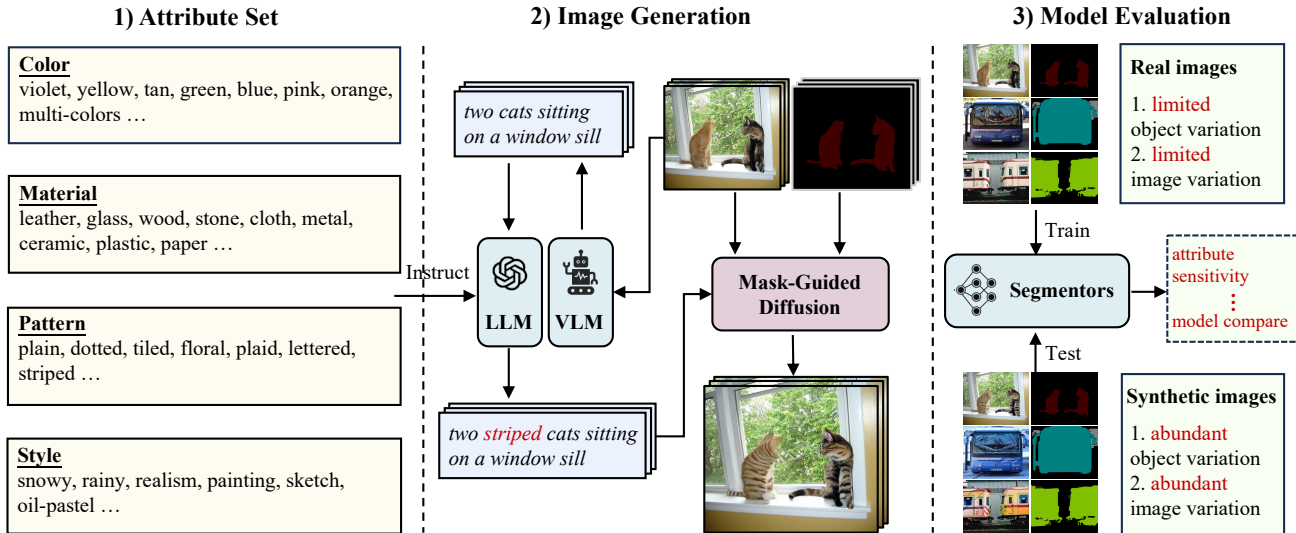 1) Attribute Set
Color
violet, yellow, tan, green, blue, pink, orange,
multi-colors …
Material
leather, glass, wood, stone, cloth, metal,
ceramic, plastic, paper …
Pattern
plain, dotted, tiled, floral, plaid, lettered,
striped …
Style
snowy, rainy, realism, painting, sketch,
oil-pastel …
2) Image Generation
two cats sitting
on a window sill
Instruct
LLM
VLM
Mask-Guided
Diffusion
two striped cats sitting
on a window sill
3) Model Evaluation
Real images
1. limited
object variation
2. limited
image variation
Train
Segmentors
attribute
sensitivity
⋮
model compare
Test
Synthetic images
1. abundant
object variation
2. abundant
image variation